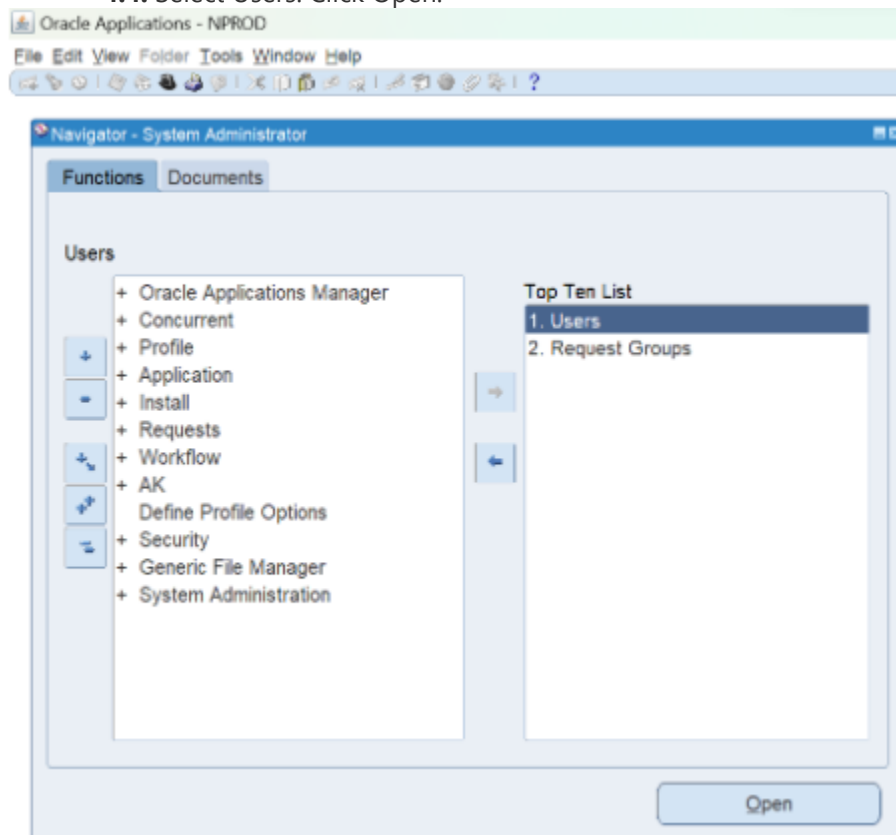 Select Users. Click Open.
Oracle Applications - NPROD
File Edit View Folder Tools Window Help
?
Navigator - System Administrator
Functions Documents
Users
+ Oracle Applications Manager
+ Concurrent
+ Profile
+ Application
+ Install
+ Requests
+ Workflow
+ AK
Define Profile Options
+ Security
+ Generic File Manager
+ System Administration
Top Ten List
1. Users
2. Request Groups
Open